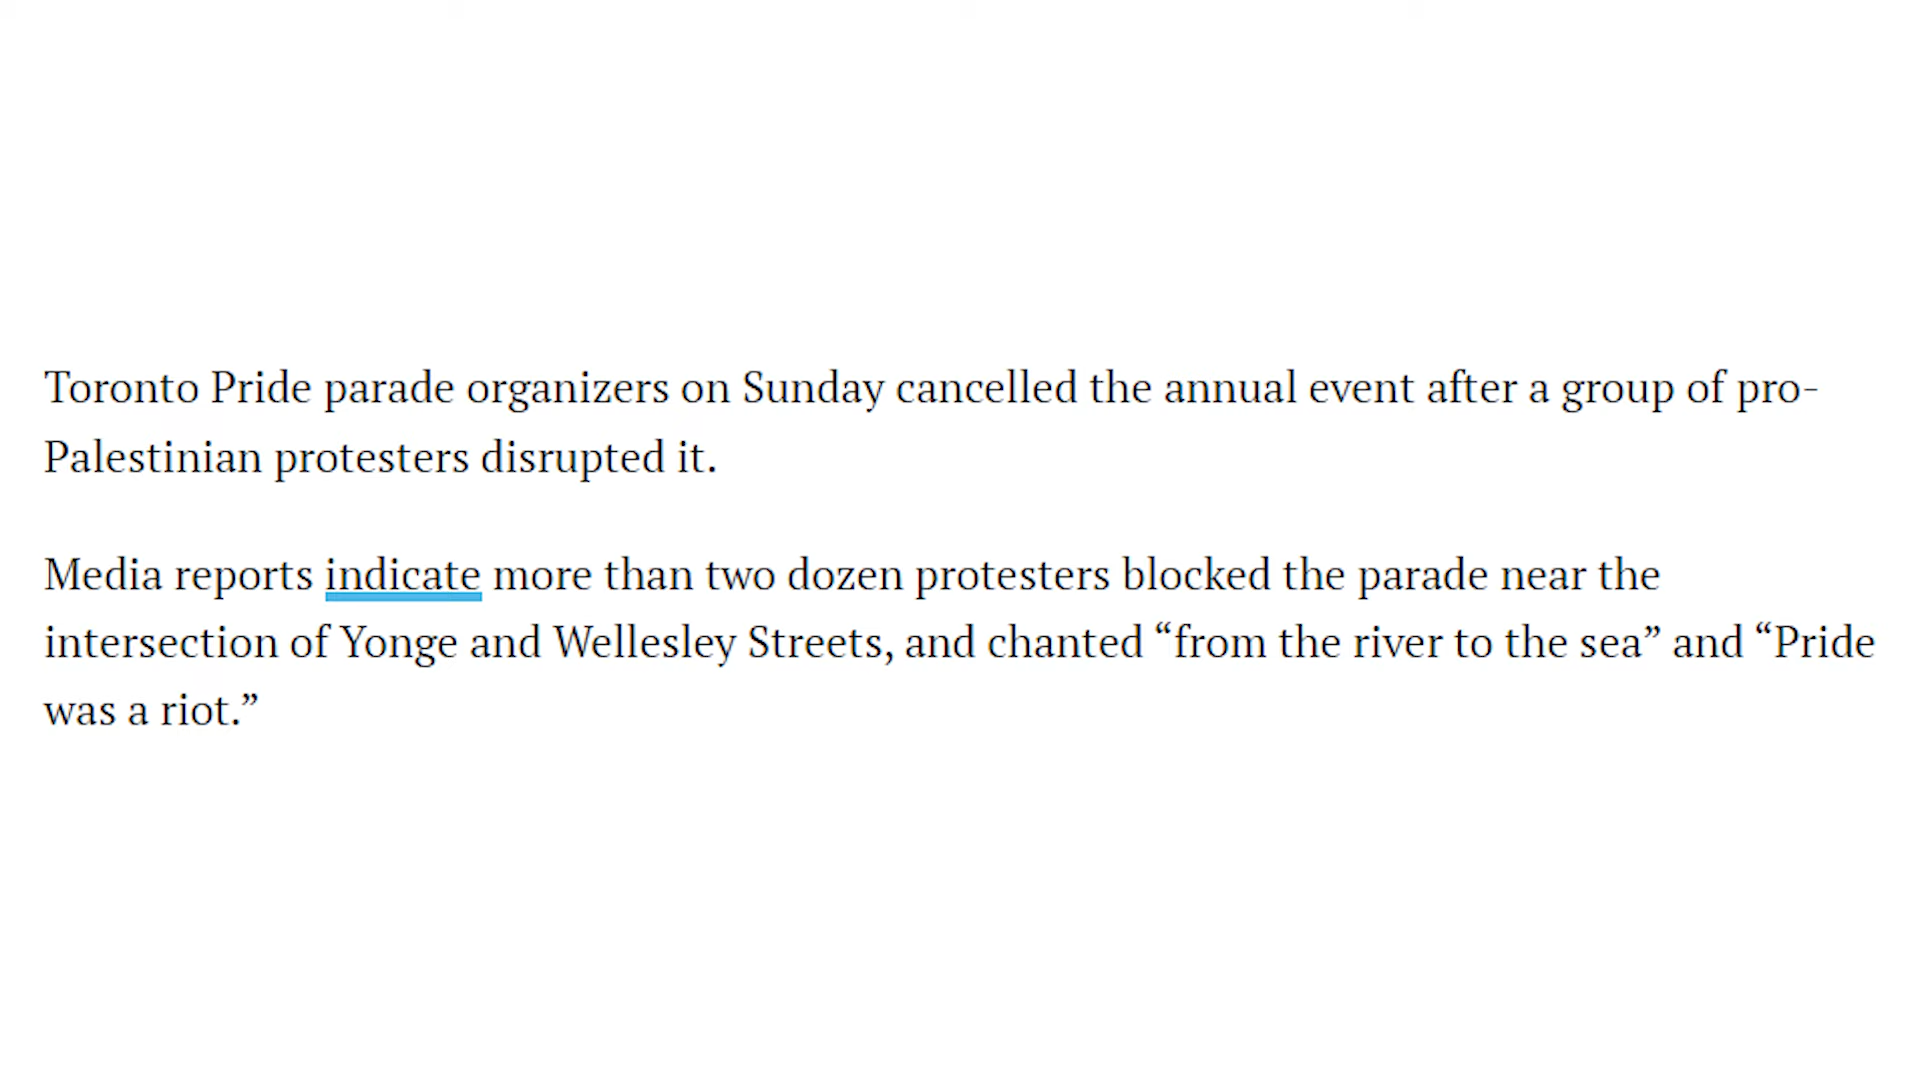 Toronto Pride parade organizers on Sunday cancelled the annual event after a group of pro-
Palestinian protesters disrupted it.
Media reports indicate more than two dozen protesters blocked the parade near the
intersection of Yonge and Wellesley Streets, and chanted “from the river to the sea” and “Pride
was a riot.”